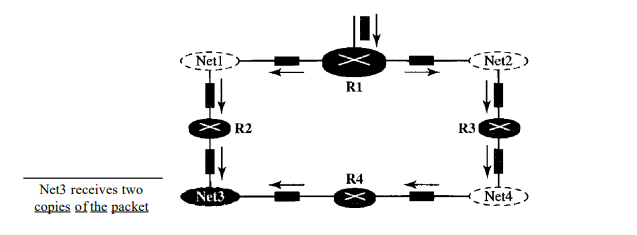 Net1
Net2
R1
R2
R3
R4
Net3
Net4
Net3 receives two
copies of the packet